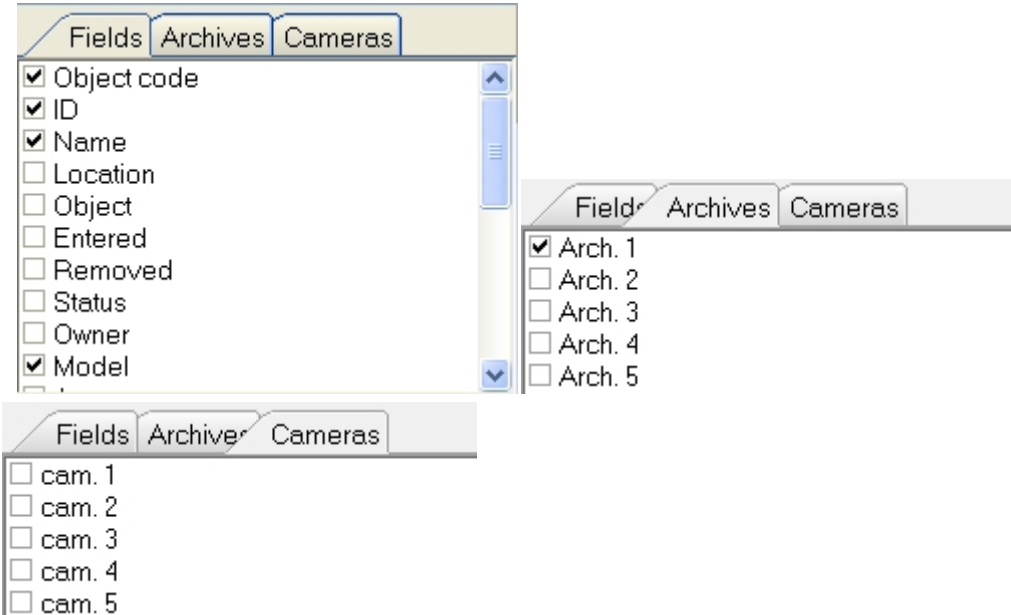 Fields Archives Cameras
Object code
ID
Name
Location
Object
Entered
Removed
Status
Owner
Model
Fields Archives Cameras
Arch. 1
Arch. 2
Arch. 3
Arch. 4
Arch. 5
Fields Archives Cameras
cam. 1
cam. 2
cam. 3
cam. 4
cam. 5